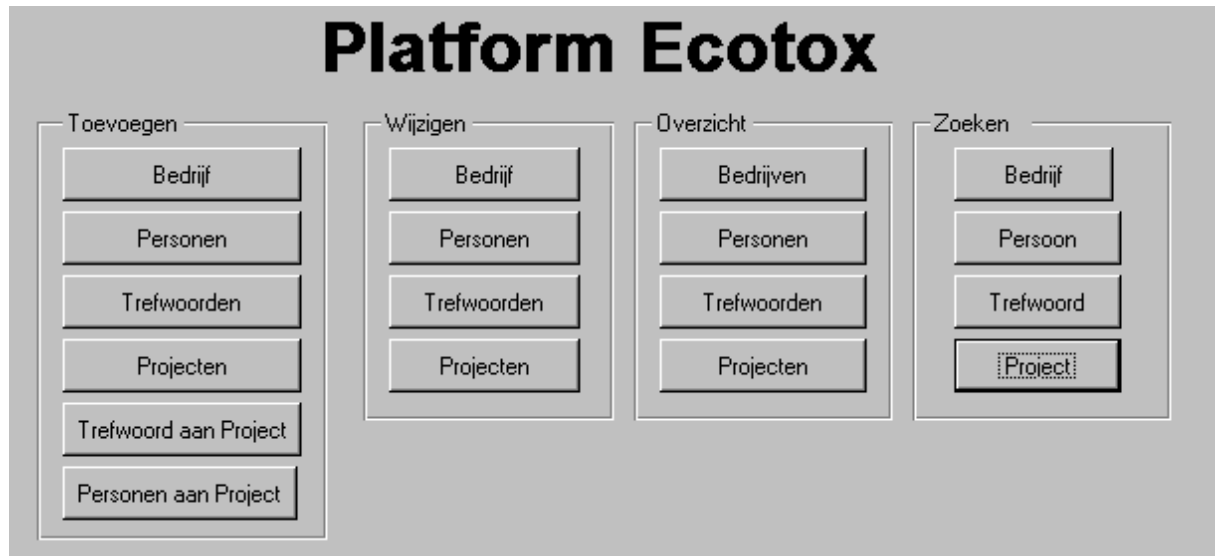 Platform Ecotox
Toevoegen
Bedrijf
Personen
Trefwoorden
Projecten
Trefwoord aan Project
Personen aan Project
Wijzigen
Bedrijf
Personen
Trefwoorden
Projecten
Overzicht
Bedrijven
Personen
Trefwoorden
Projecten
Zoeken
Bedrijf
Persoon
Trefwoord
Project